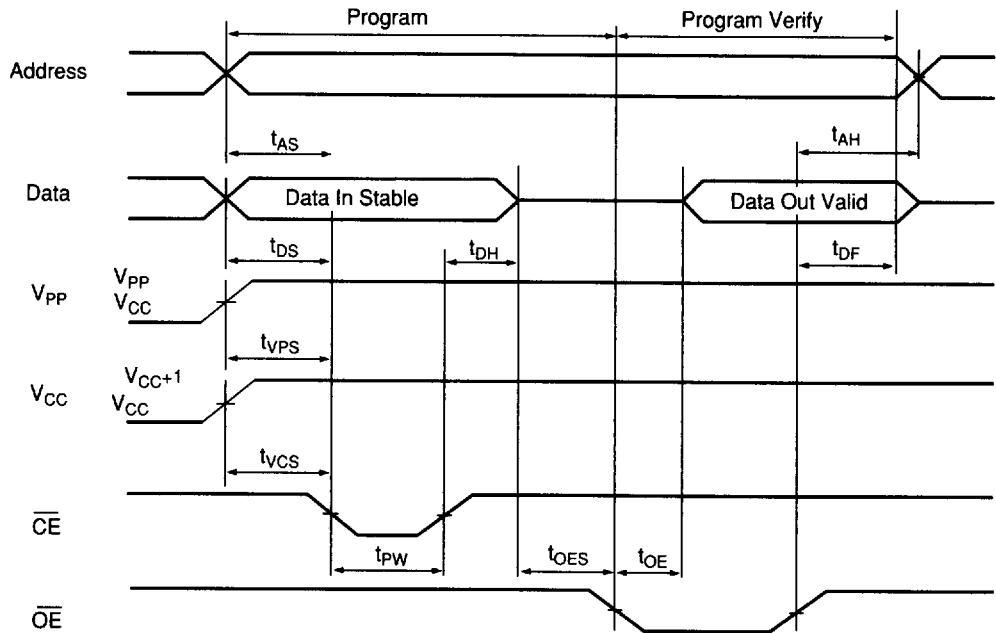 Program
Program Verify
Address
tAS
tAH
Data
Data In Stable
Data Out Valid
tDS
tDH
tDF
VPP
VPP
VCC
tVPS
VCC
VCC+1
VCC
tVCS
CE
tPW
tOES
tOE
OE